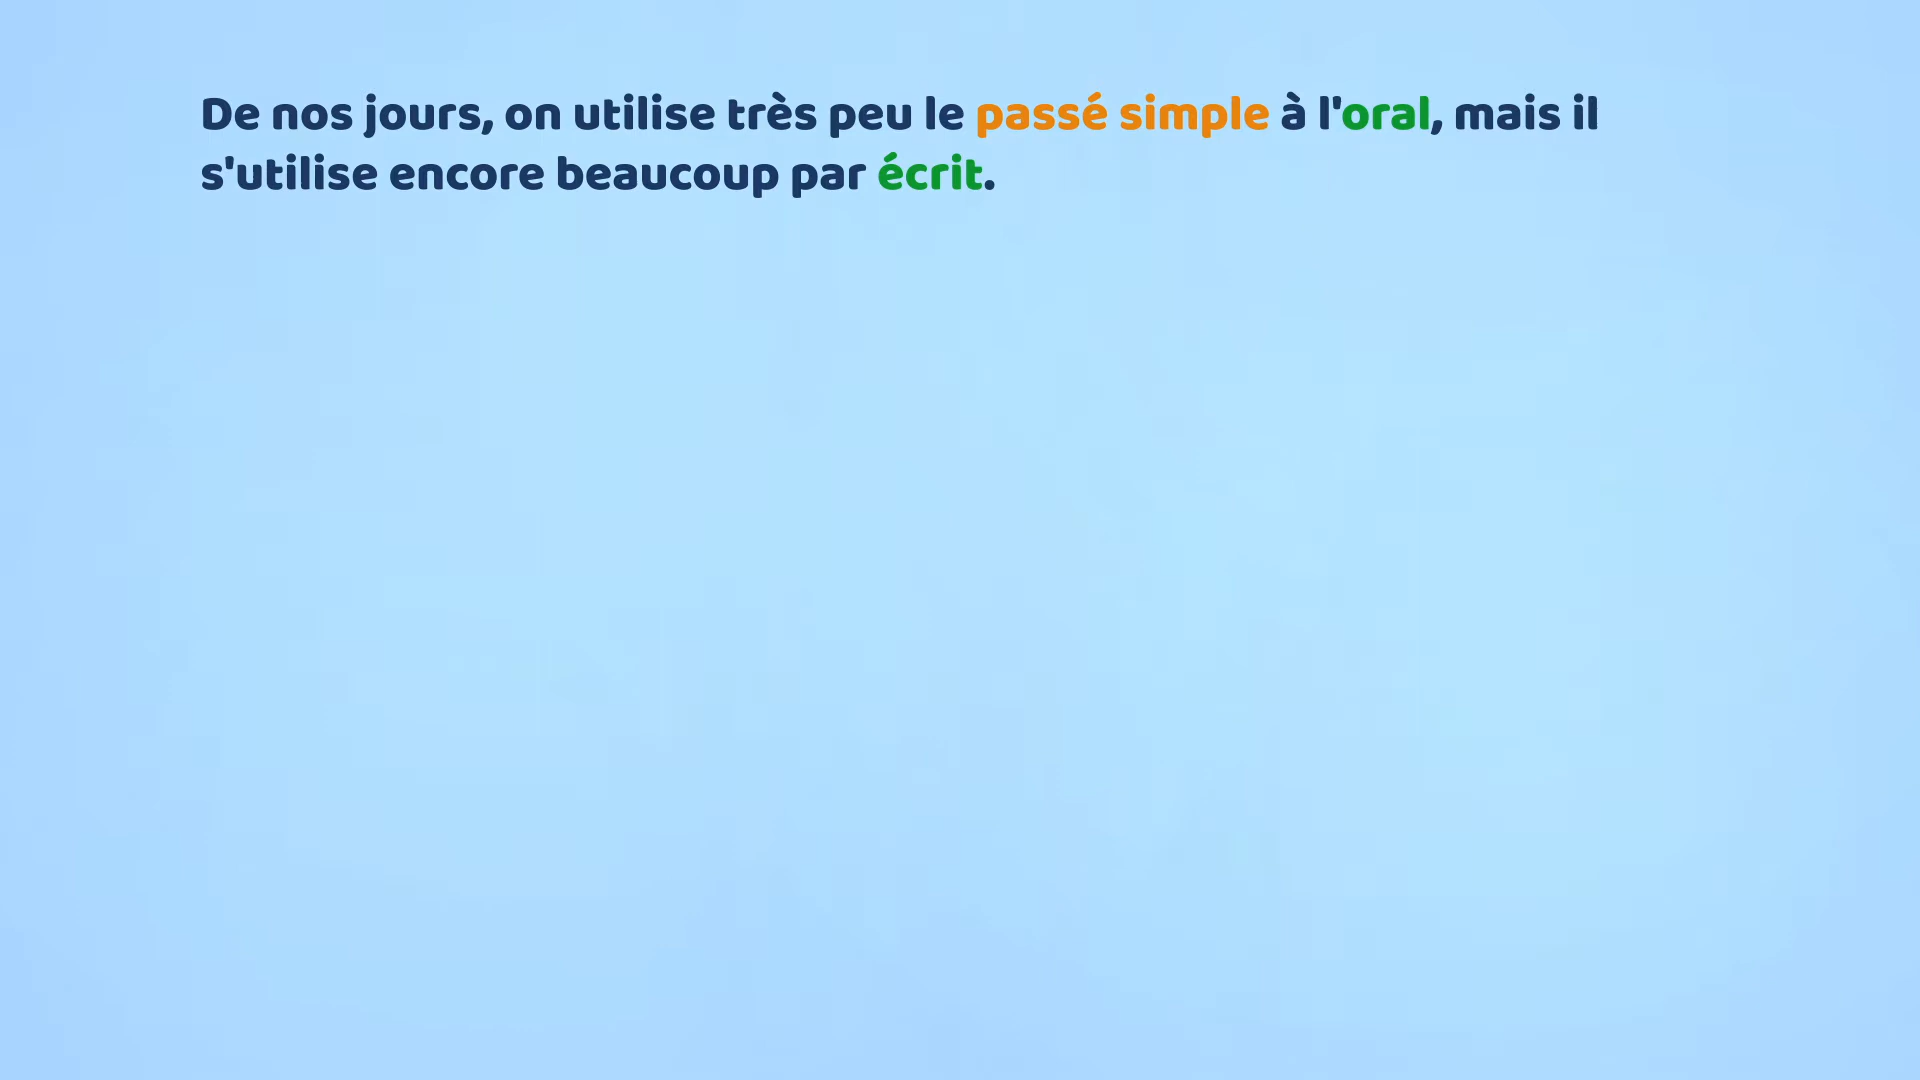 De nos jours, on utilise très peu le passé simple à l'oral, mais il
s'utilise encore beaucoup par écrit.